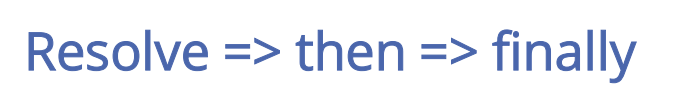 Resolve => then => finally